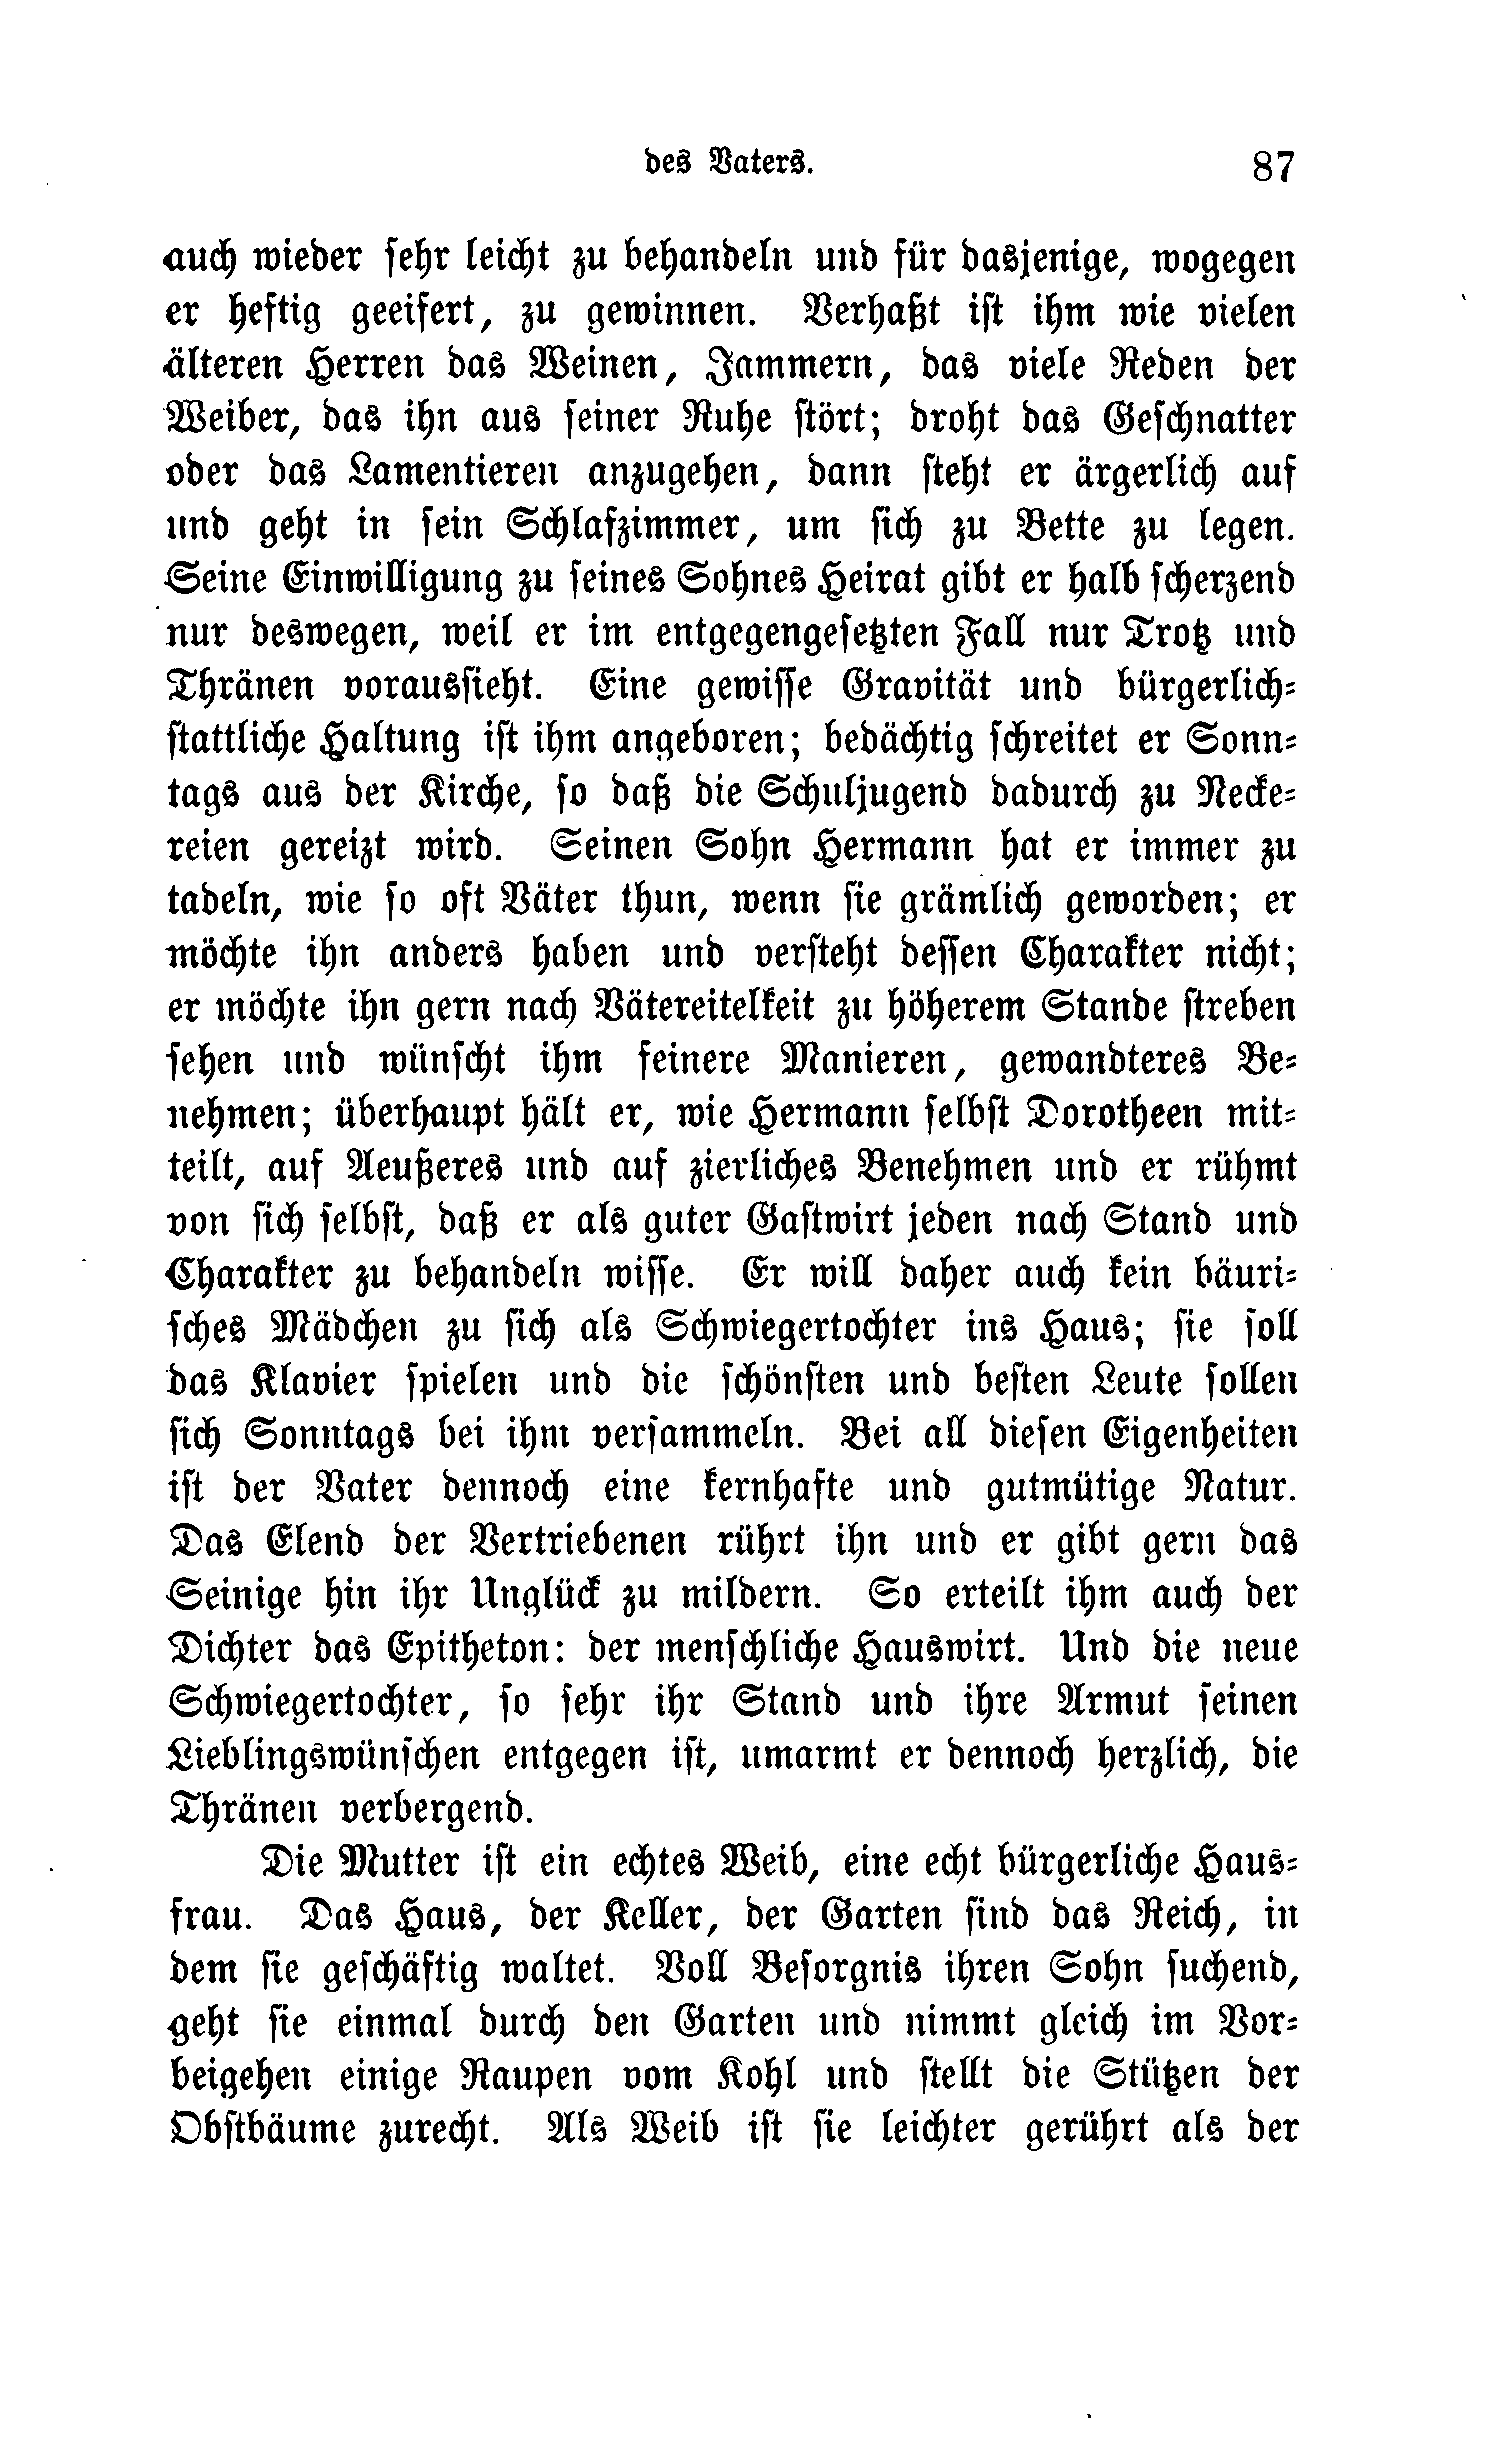 des Vaters. 87
auch wieder sehr leicht zu behandeln und für dasjenige, wogegen
er heftig geeifert, zu gewinnen. Verhaßt ist ihm wie vielen
älteren Herren das Weinen, Jammern, das viele Reden der
Weiber, das ihn aus seiner Ruhe stört; droht das Geschnatter
oder das Lamentieren anzugehen, dann steht er ärgerlich auf
und geht in sein Schlafzimmer, um sich zu Bette zu legen.
Seine Einwilligung zu seines Sohnes Heirat gibt er halb scherzend
nur deswegen, weil er im entgegengesetzten Fall nur Trotz und
Thränen voraussieht. Eine gewisse Gravität und bürgerlich-
stattliche Haltung ist ihm angeboren; bedächtig schreitet er Sonn-
tags aus der Kirche, so daß die Schuljugend dadurch zu Necke-
reien gereizt wird. Seinen Sohn Hermann hat er immer zu
tadeln, wie so oft Väter thun, wenn sie grämlich geworden; er
möchte ihn anders haben und versteht dessen Charakter nicht;
er möchte ihn gern nach Vätereitelkeit zu höherem Stande streben
sehen und wünscht ihm feinere Manieren, gewandteres Be-
nehmen; überhaupt hält er, wie Hermann selbst Dorotheen mit-
teilt, auf Aeußeres und auf zierliches Benehmen und er rühmt
von sich selbst, daß er als guter Gastwirt jeden nach Stand und
Charakter zu behandeln wisse. Er will daher auch kein bäuri-
sches Mädchen zu sich als Schwiegertochter ins Haus; sie soll
das Klavier spielen und die schönsten und besten Leute sollen
sich Sonntags bei ihm versammeln. Bei all diesen Eigenheiten
ist der Vater dennoch eine kernhafte und gutmütige Natur.
Das Elend der Vertriebenen rührt ihn und er gibt gern das
Seinige hin ihr Unglück zu mildern. So erteilt ihm auch der
Dichter das Epitheton: der menschliche Hauswirt. Und die neue
Schwiegertochter, so sehr ihr Stand und ihre Armut seinen
Lieblingswünschen entgegen ist, umarmt er dennoch herzlich, die
Thränen verbergend.
Die Mutter ist ein echtes Weib, eine echt bürgerliche Haus-
frau. Das Haus, der Keller, der Garten sind das Reich, in
dem sie geschäftig waltet. Voll Besorgnis ihren Sohn suchend,
geht sie einmal durch den Garten und nimmt gleich im Vor-
beigehen einige Raupen vom Kohl und stellt die Stützen der
Obstbäume zurecht. Als Weib ist sie leichter gerührt als der